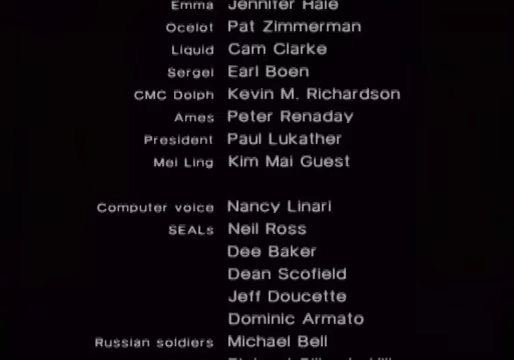 Emma Jennifer Hale
Ocelot Pat Zimmerman
Liquid Cam Clarke
Sergei Earl Boen
CMC Dolph Kevin M. Richardson
Ames Peter Renaday
President Paul Lukather
Mei Ling Kim Mai Guest
Computer voice Nancy Linari
SEALs Neil Ross
Dee Baker
Dean Scofield
Jeff Doucette
Dominic Armato
Russian soldiers Michael Bell